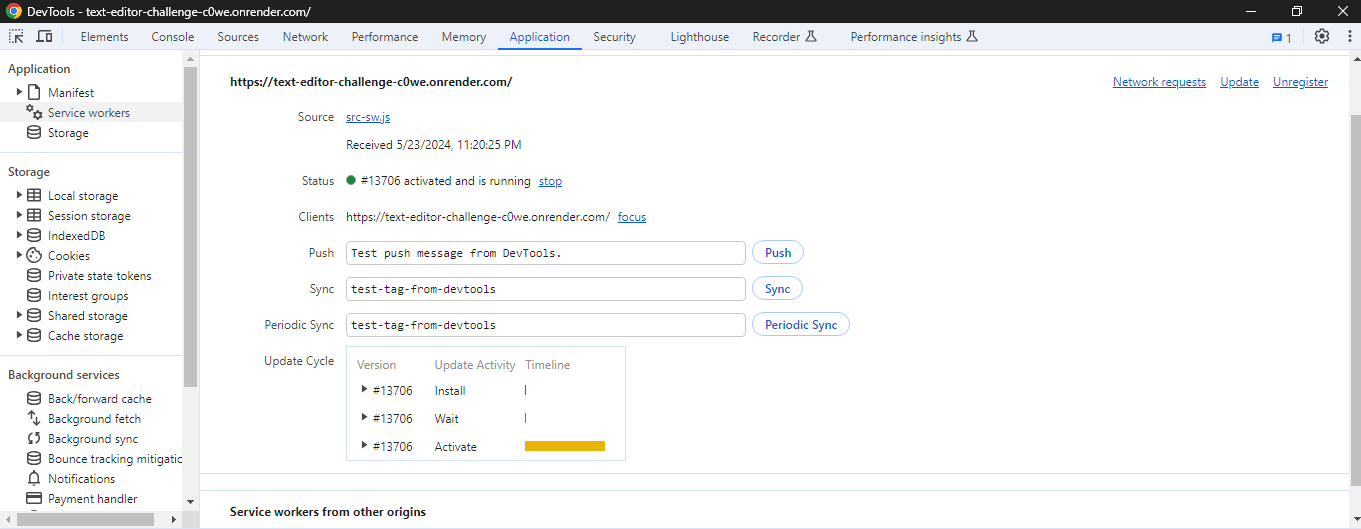 DevTools - text-editor-challenge-c0we.onrender.com/
Elements Console Sources Network Performance Memory Application Security Lighthouse Recorder Performance insights 1
Application
Manifest
Service workers
Storage
Storage
Local storage
Session storage
IndexedDB
Cookies
Private state tokens
Interest groups
Shared storage
Cache storage
Background services
Back/forward cache
Background fetch
Background sync
Bounce tracking mitigatic
Notifications
Payment handler
https://text-editor-challenge-c0we.onrender.com/ Network requests Update Unregister
Source src-sw.js
Received 5/23/2024, 11:20:25 PM
Status #13706 activated and is running stop
Clients https://text-editor-challenge-c0we.onrender.com/ focus
Push Test push message from DevTools. Push
Sync test-tag-from-devtools Sync
Periodic Sync test-tag-from-devtools Periodic Sync
Update Cycle Version Update Activity Timeline
#13706 Install
#13706 Wait
#13706 Activate
Service workers from other origins